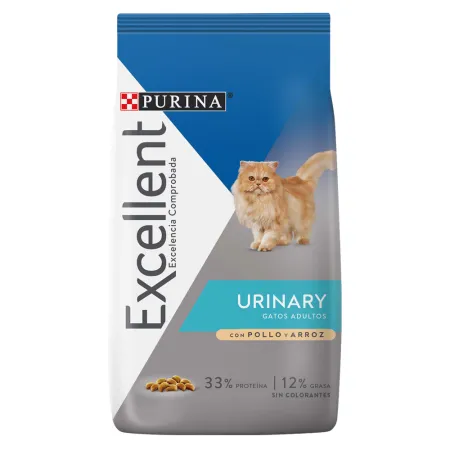 PURINA®
Excellent
Excelencia Comprobada
URINARY
GATOS ADULTOS
CON POLLO Y ARROZ
33% PROTEÍNA | 12% GRASA
SIN COLORANTES